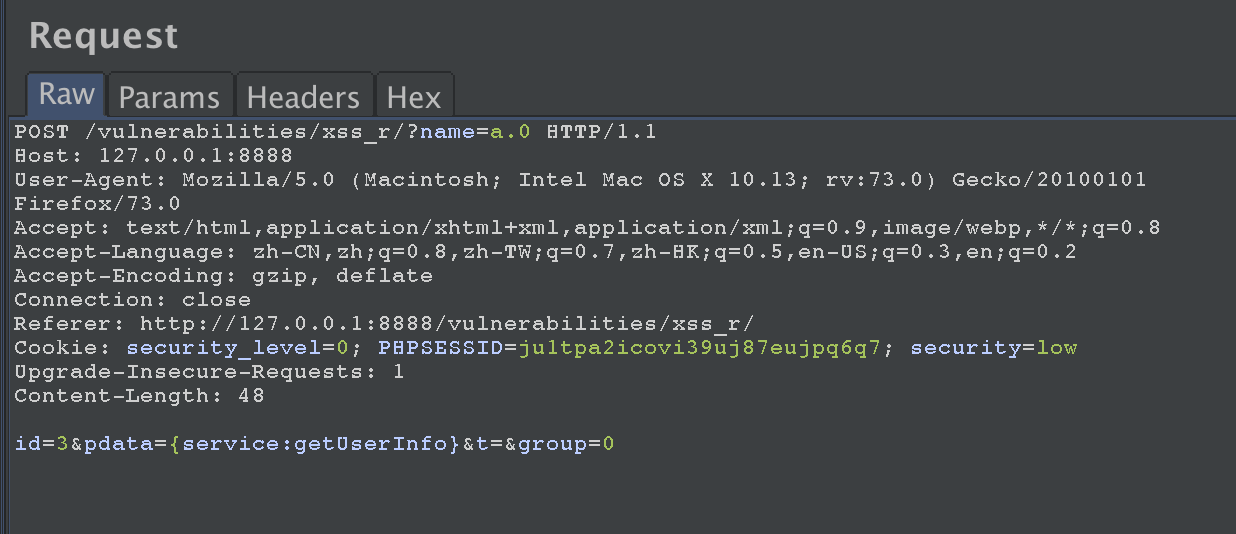 Request
Raw Params Headers Hex
POST /vulnerabilities/xss_r/?name=a.0 HTTP/1.1
Host: 127.0.0.1:8888
User-Agent: Mozilla/5.0 (Macintosh; Intel Mac OS X 10.13; rv:73.0) Gecko/20100101
Firefox/73.0
Accept: text/html,application/xhtml+xml,application/xml;q=0.9,image/webp,*/*;q=0.8
Accept-Language: zh-CN,zh;q=0.8,zh-TW;q=0.7,zh-HK;q=0.5,en-US;q=0.3,en;q=0.2
Accept-Encoding: gzip, deflate
Connection: close
Referer: http://127.0.0.1:8888/vulnerabilities/xss_r/
Cookie: security_level=0; PHPSESSID=ju1tpa2icovi39uj87eujpq6q7; security=low
Upgrade-Insecure-Requests: 1
Content-Length: 48
id=3&pdata={service:getUserInfo}&t=&group=0